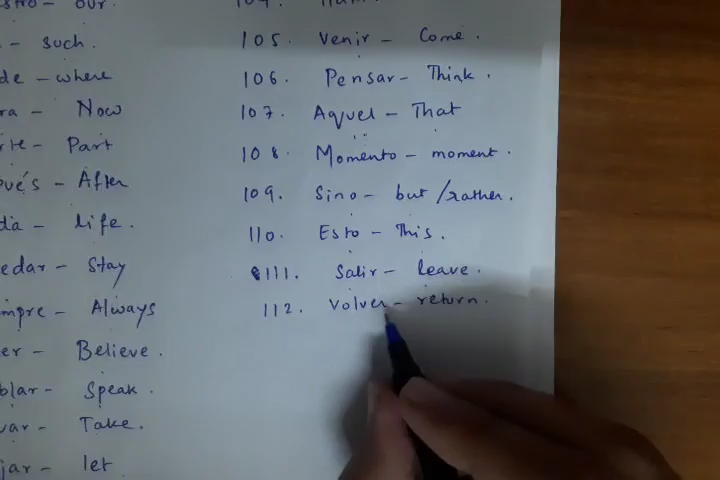 our.
such.
where
Now
Part
After
life.
Stay
Always
Believe.
Speak.
Take.
let
105. Venir - Come.
106. Pensar - Think.
107. Aquel - That
108. Momento - moment.
109. Sino - but/rather.
110. Esto - This.
111. Salir - leave.
112. Volver - return.